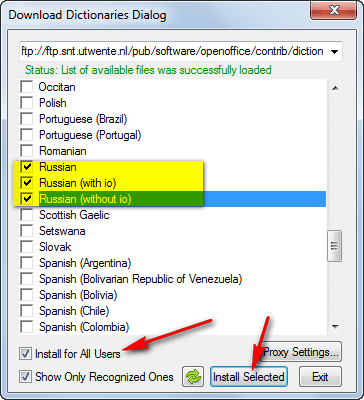 Download Dictionaries Dialog
ftp://ftp.snt.utwente.nl/pub/software/openoffice/contrib/diction
Status: List of available files was successfully loaded
Occitan
Polish
Portuguese (Brazil)
Portuguese (Portugal)
Romanian
Russian
Russian (with io)
Russian (without io)
Scottish Gaelic
Setswana
Slovak
Spanish (Argentina)
Spanish (Bolivarian Republic of Venezuela)
Spanish (Bolivia)
Spanish (Chile)
Spanish (Colombia)
Install for All Users
Proxy Settings...
Show Only Recognized Ones
Install Selected
Exit